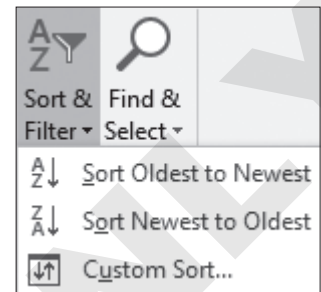 A
Z
Sort & Find &
Filter Select
A
Z
Sort Oldest to Newest
Z
A
Sort Newest to Oldest
Custom Sort...